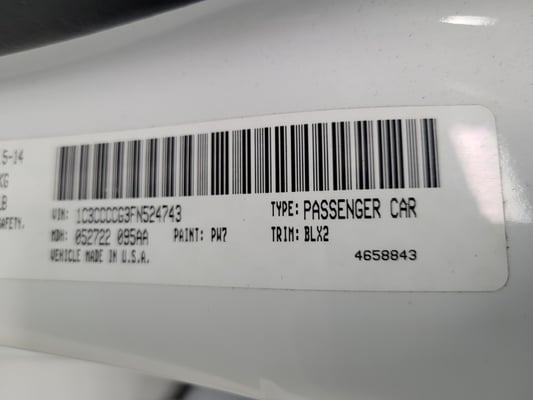 5-14
KG
LB
SAFETY.
VIN: 1C3CCCCG3FN524743
TYPE: PASSENGER CAR
MDH: 052722 095AA
PAINT: PW7
TRIM: BLX2
VEHICLE MADE IN U.S.A.
4658843